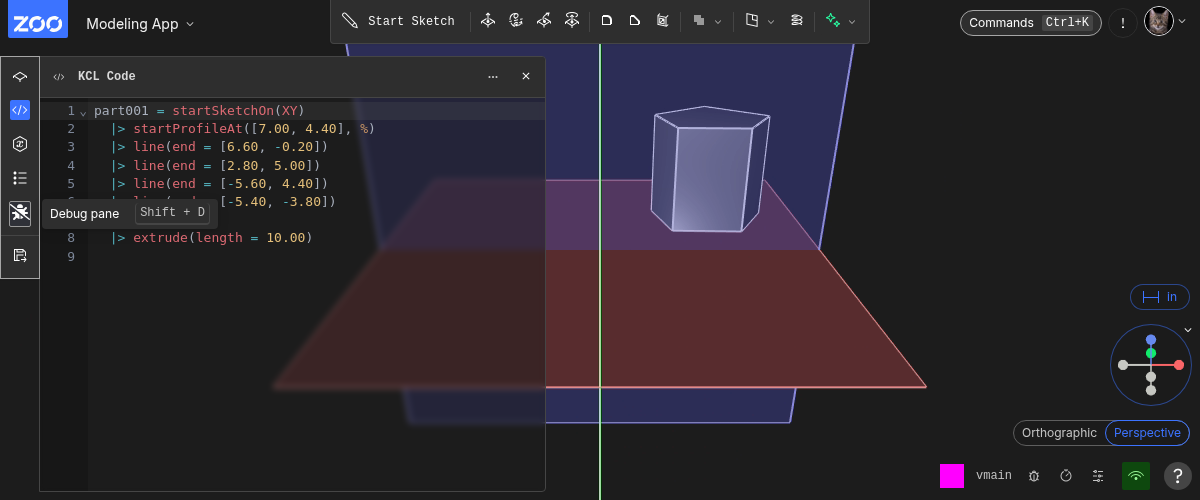 ZOO
Modeling App
Start Sketch
Commands Ctrl+K
!
KCL Code
1 part001 = startSketchOn(XY)
2 |> startProfileAt([7.00, 4.40], %)
3 |> line(end = [6.60, -0.20])
4 |> line(end = [2.80, 5.00])
5 |> line(end = [-5.60, 4.40])
[-5.40, -3.80])
Debug pane Shift + D
8 |> extrude(length = 10.00)
9
in
Orthographic Perspective
vmain
?